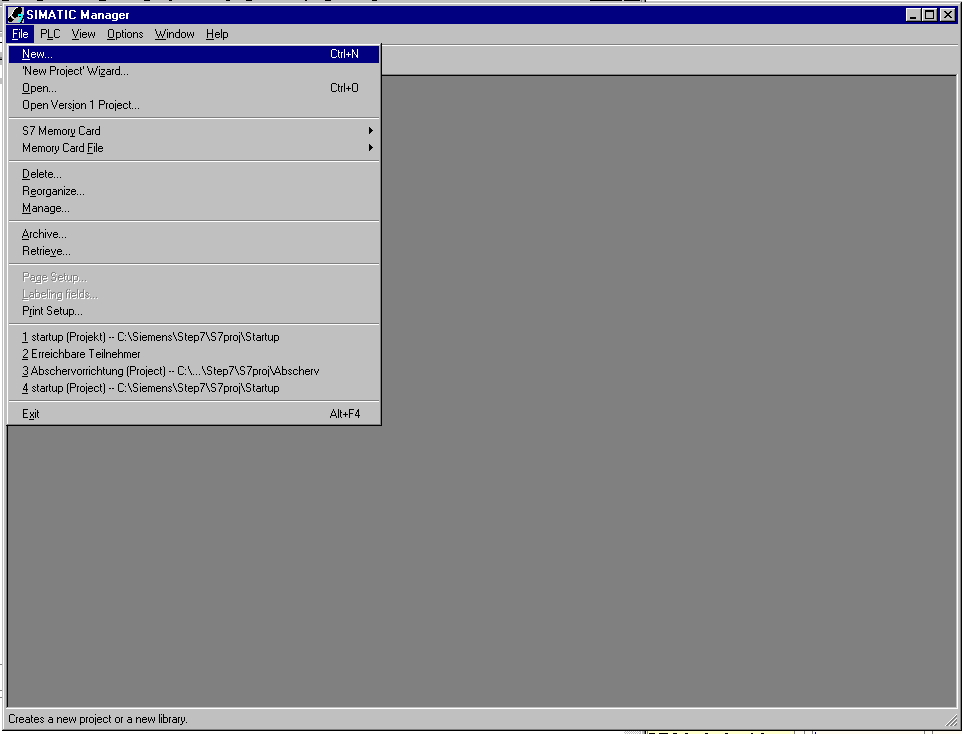 SIMATIC Manager
File PLC View Options Window Help
New... Ctrl+N
'New Project' Wizard...
Open... Ctrl+O
Open Version 1 Project...
S7 Memory Card
Memory Card File
Delete...
Reorganize...
Manage...
Archive...
Retrieve...
Page Setup...
Labeling fields...
Print Setup...
1 startup (Projekt) -- C:\Siemens\Step7\S7proj\Startup
2 Erreichbare Teilnehmer
3 Abschervorrichtung (Project) -- C:\...\Step7\S7proj\Abscherv
4 startup (Project) -- C:\Siemens\Step7\S7proj\Startup
Exit Alt+F4
Creates a new project or a new library.